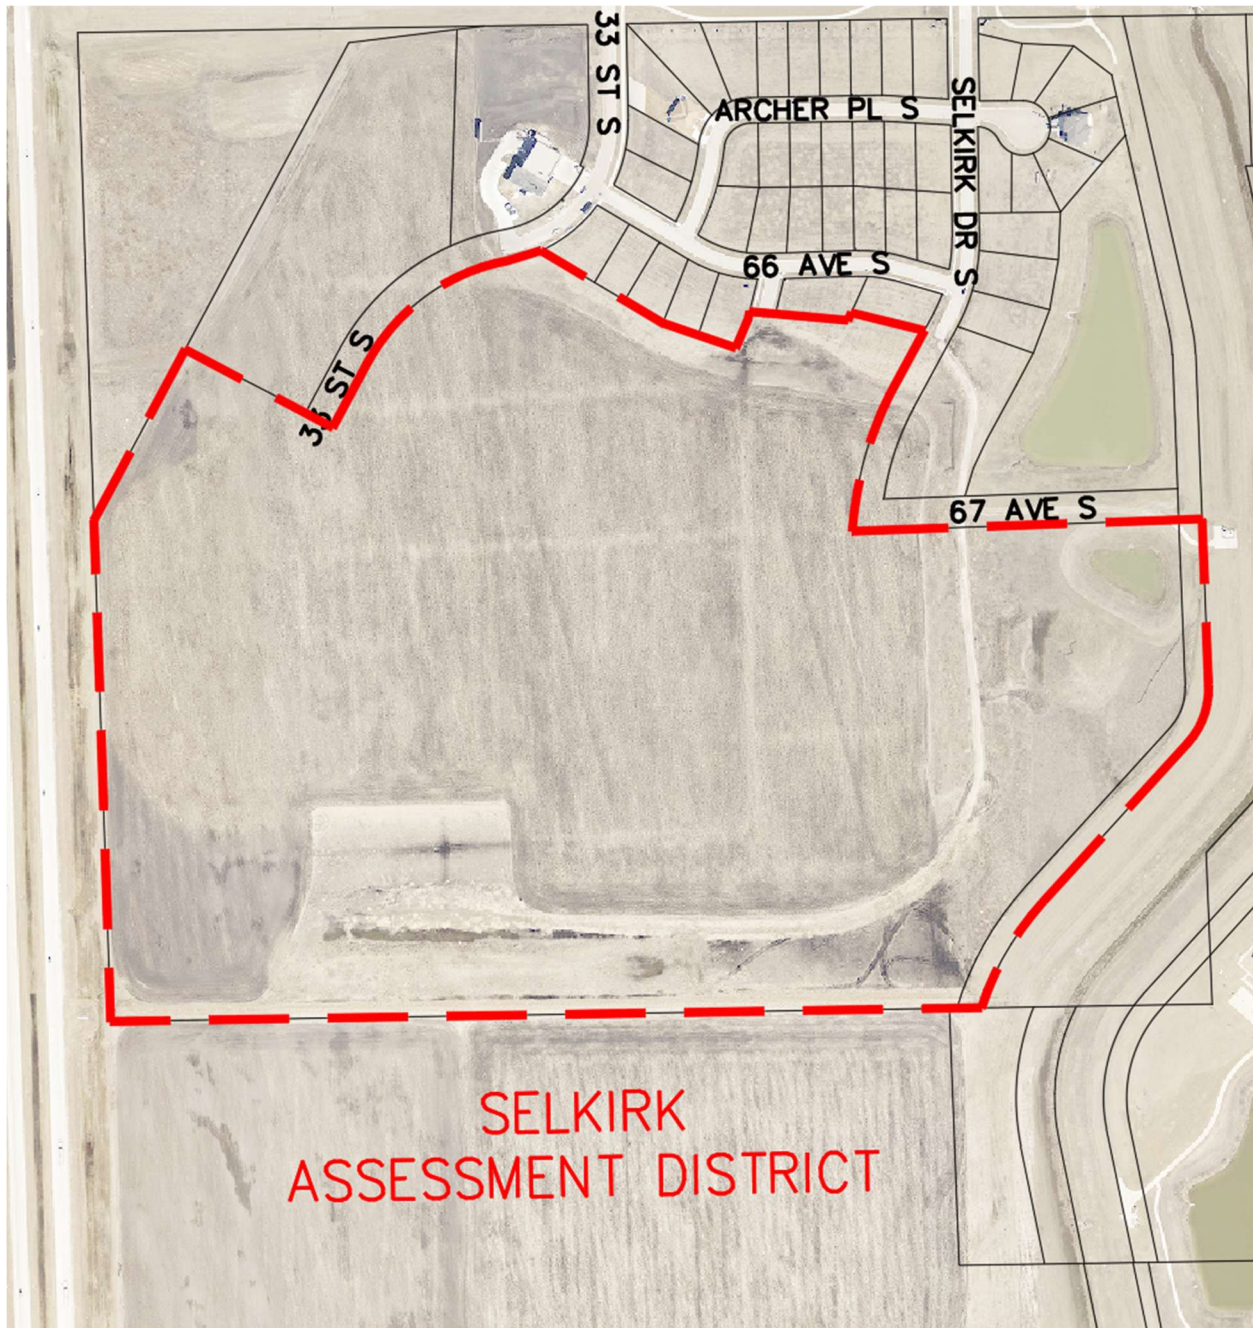 33 ST S
ARCHER PL S
SELKIRK DR S
66 AVE S
33 ST S
67 AVE S
SELKIRK
ASSESSMENT DISTRICT